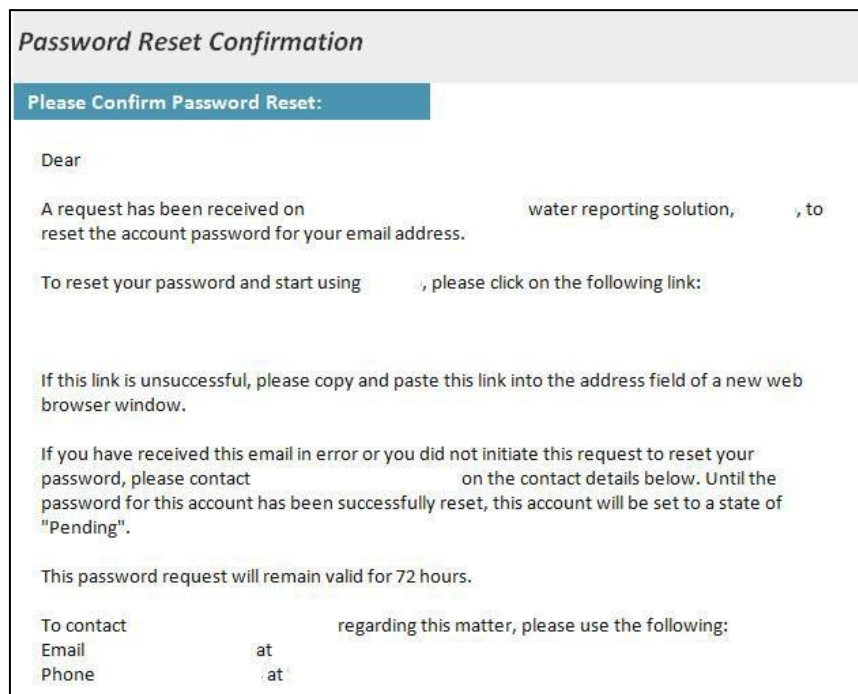 Password Reset Confirmation
Please Confirm Password Reset:
Dear
A request has been received on water reporting solution, , to
reset the account password for your email address.
To reset your password and start using , please click on the following link:
If this link is unsuccessful, please copy and paste this link into the address field of a new web
browser window.
If you have received this email in error or you did not initiate this request to reset your
password, please contact on the contact details below. Until the
password for this account has been successfully reset, this account will be set to a state of
"Pending".
This password request will remain valid for 72 hours.
To contact regarding this matter, please use the following:
Email at
Phone at